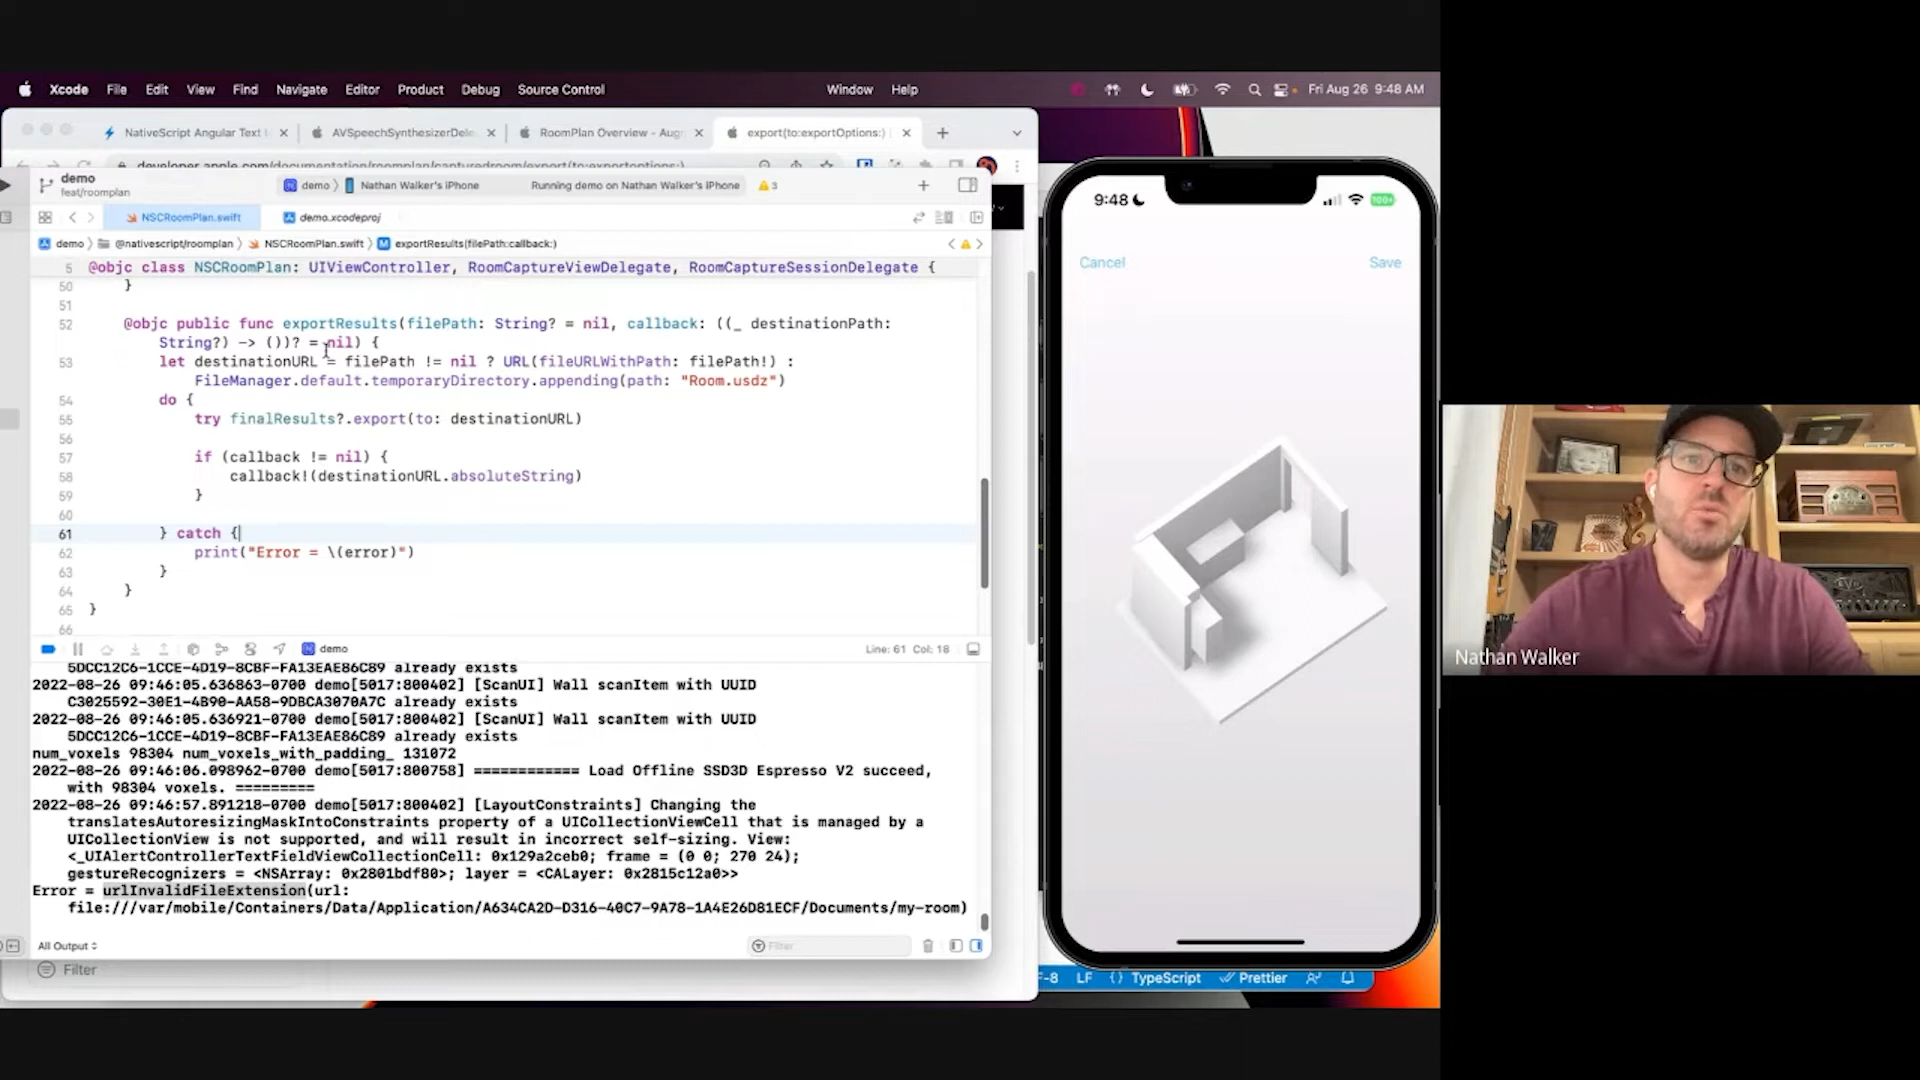 Xcode File Edit View Find Navigate Editor Product Debug Source Control Window Help Fri Aug 26 9:48 AM
NativeScript Angular Text AVSpeechSynthesizerDele RoomPlan Overview - Aug export(to:exportOptions:)
developer.apple.com/documentation/roomplan/capturedroom/export(to:exportoptions:)
demo
feat/roomplan
demo Nathan Walker's iPhone Running demo on Nathan Walker's iPhone 3
NSCRoomPlan.swift demo.xcodeproj
demo @nativescript/roomplan NSCRoomPlan.swift exportResults(filePath:callback:)
5 @objc class NSCRoomPlan: UIViewController, RoomCaptureViewDelegate, RoomCaptureSessionDelegate {
50 }
51
52 @objc public func exportResults(filePath: String? = nil, callback: ((_ destinationPath:
String?) -> ())? = nil) {
53 let destinationURL = filePath != nil ? URL(fileURLWithPath: filePath!) :
FileManager.default.temporaryDirectory.appending(path: "Room.usdz")
54 do {
55 try finalResults?.export(to: destinationURL)
56
57 if (callback != nil) {
58 callback!(destinationURL.absoluteString)
59 }
60
61 } catch {
62 print("Error = \(error)")
63 }
64 }
65 }
66
demo Line: 61 Col: 18
5DCC12C6-1CCE-4D19-8CBF-FA13EAE86C89 already exists
2022-08-26 09:46:05.636863-0700 demo[5017:800402] [ScanUI] Wall scanItem with UUID
C3025592-30E1-4B90-AA58-9DBCA3070A7C already exists
2022-08-26 09:46:05.636921-0700 demo[5017:800402] [ScanUI] Wall scanItem with UUID
5DCC12C6-1CCE-4D19-8CBF-FA13EAE86C89 already exists
num_voxels 98304 num_voxels_with_padding_ 131072
2022-08-26 09:46:06.098962-0700 demo[5017:800758] ============ Load Offline SSD3D Espresso V2 succeed,
with 98304 voxels. =========
2022-08-26 09:46:57.891218-0700 demo[5017:800402] [LayoutConstraints] Changing the
translatesAutoresizingMaskIntoConstraints property of a UICollectionViewCell that is managed by a
UICollectionView is not supported, and will result in incorrect self-sizing. View:
<_UIAlertControllerTextFieldViewCollectionCell: 0x129a2ceb0; frame = (0 0; 270 24);
gestureRecognizers = <NSArray: 0x2801bdf80>; layer = <CALayer: 0x2815c12a0>>
Error = urlInvalidFileExtension(url:
file:///var/mobile/Containers/Data/Application/A634CA2D-D316-40C7-9A78-1A4E26D81ECF/Documents/my-room)
All Output Filter
Filter
F-8 LF {} TypeScript Prettier
9:48 100+
Cancel Save
Nathan Walker